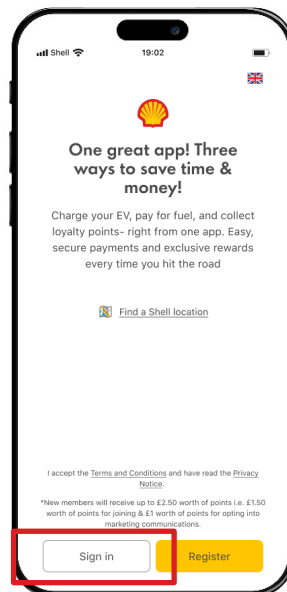 Shell 19:02
One great app! Three
ways to save time &
money!
Charge your EV, pay for fuel, and collect
loyalty points- right from one app. Easy,
secure payments and exclusive rewards
every time you hit the road
Find a Shell location
I accept the Terms and Conditions and have read the Privacy
Notice.
*New members will receive up to £2.50 worth of points i.e. £1.50
worth of points for joining & £1 worth of points for opting into
marketing communications.
Sign in Register